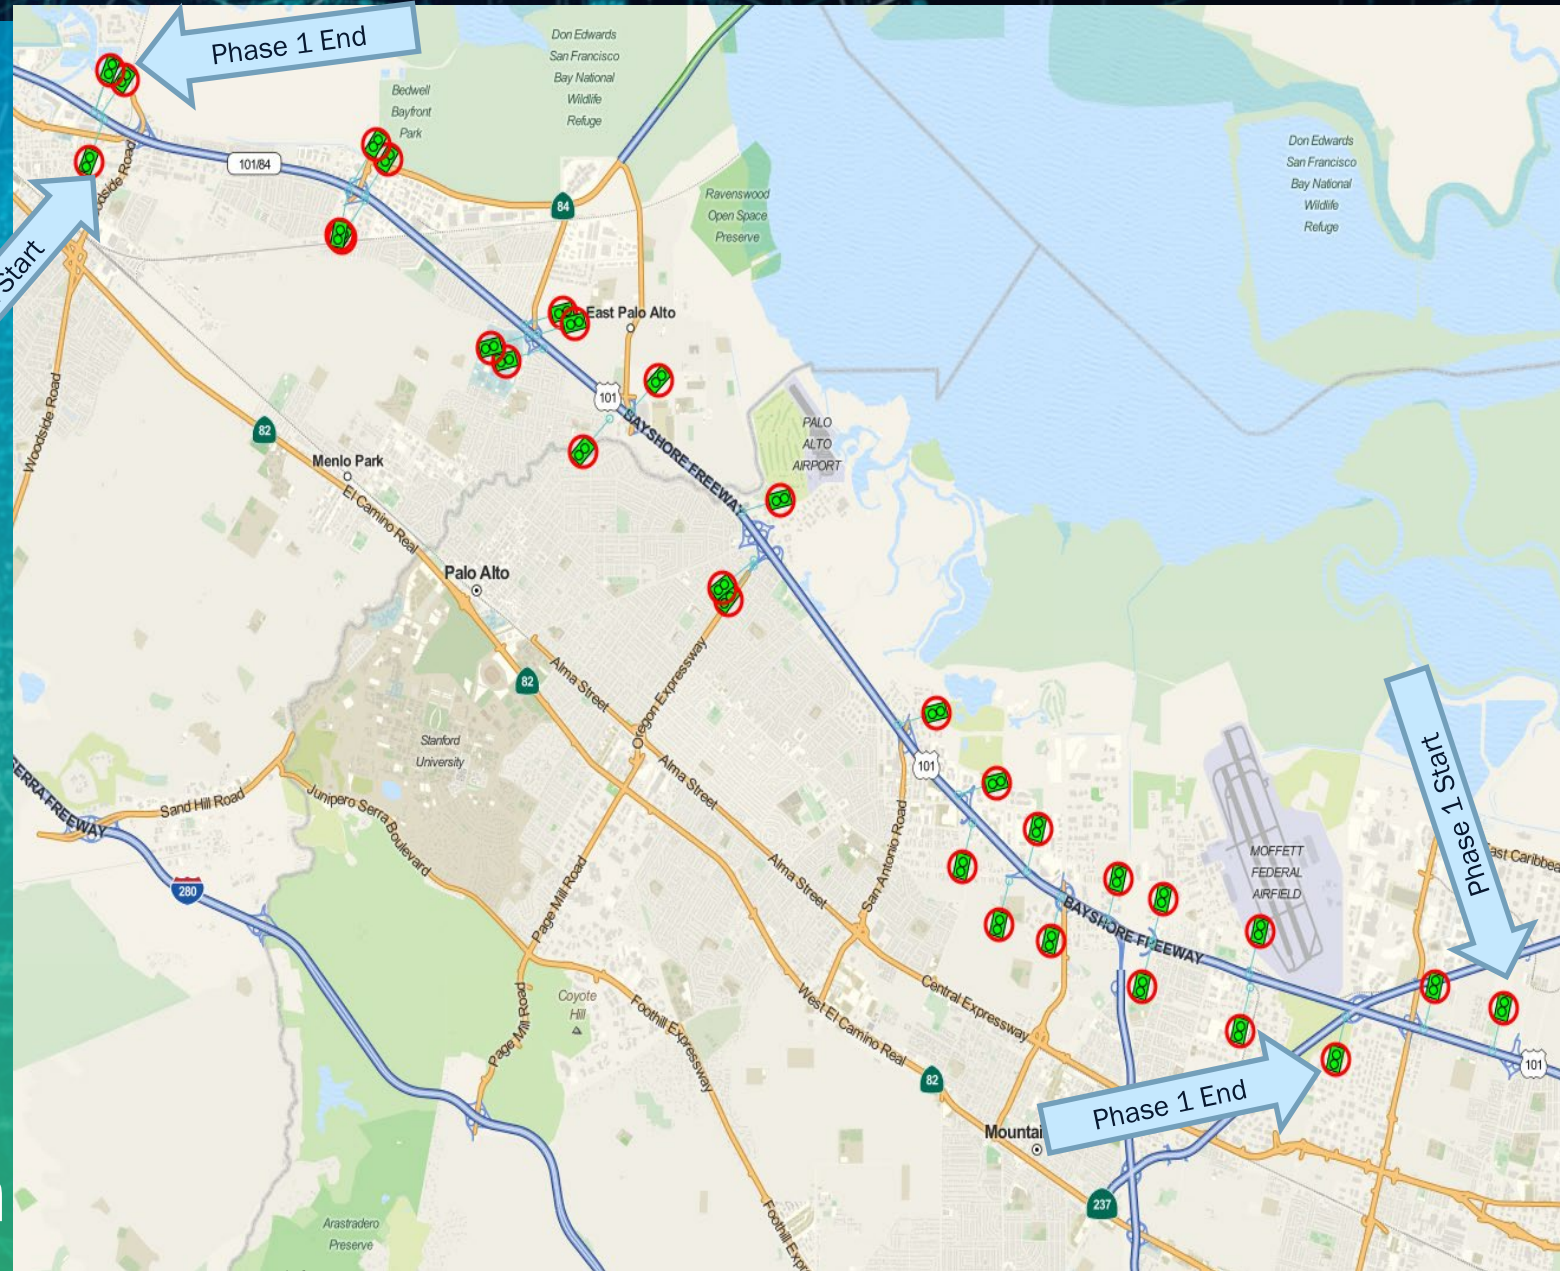 Phase 1 End
Don Edwards
San Francisco
Bay National
Wildlife
Refuge
Bedwell
Bayfront
Park
101/84
84
Ravenswood
Open Space
Preserve
Don Edwards
San Francisco
Bay National
Wildlife
Refuge
Start
East Palo Alto
101
BAYSHORE FREEWAY
PALO
ALTO
AIRPORT
Woodside Road
82
Menlo Park
El Camino Real
Palo Alto
82
Alma Street
Oregon Expressway
Stanford
University
Alma Street
101
Sand Hill Road
Junipero Serra Boulevard
280
Page Mill Road
Alma Street
San Antonio Road
BAYSHORE FREEWAY
MOFFETT
FEDERAL
AIRFIELD
Phase 1 Start
Page Mill Road
Coyote
Hill
Foothill Expressway
West El Camino Real
Central Expressway
82
101
Phase 1 End
237
Arastradero
Preserve